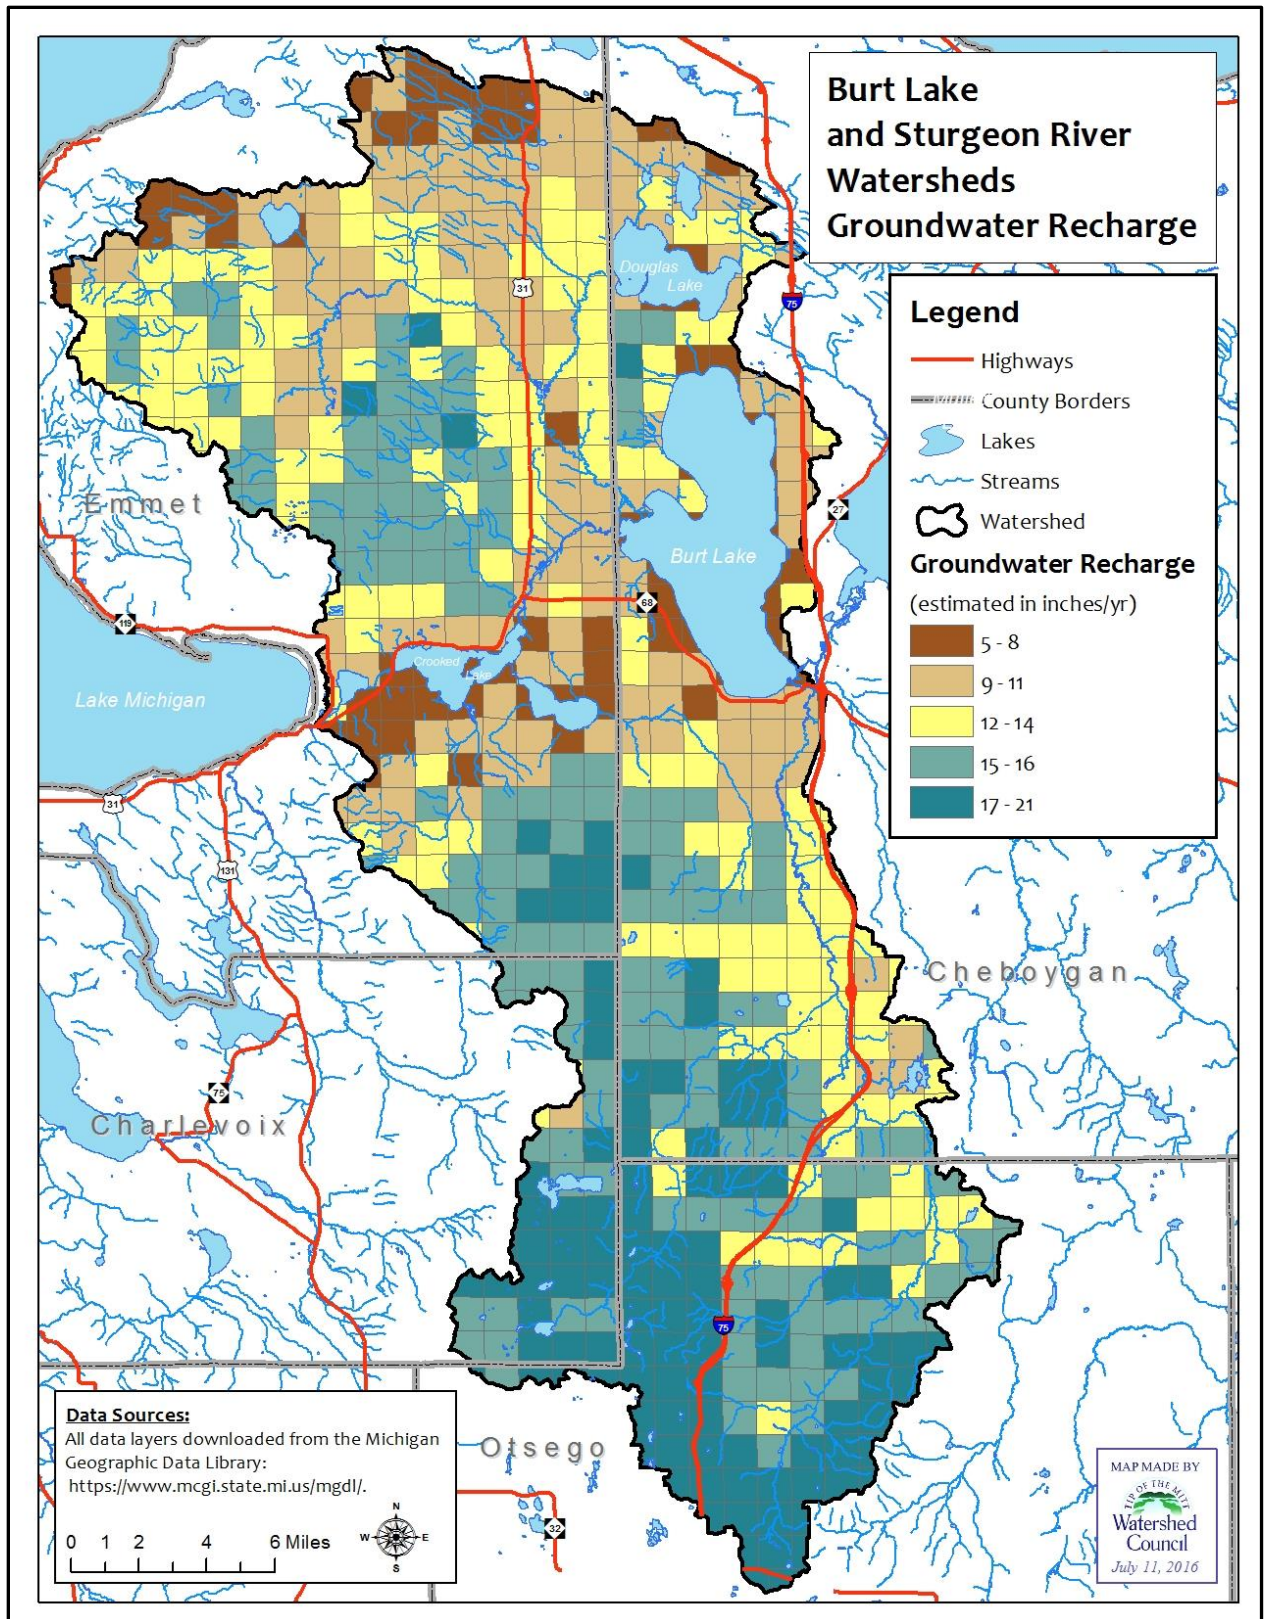 Burt Lake
and Sturgeon River
Watersheds
Groundwater Recharge
Legend
Highways
County Borders
Lakes
Streams
Watershed
Groundwater Recharge
(estimated in inches/yr)
5 - 8
9 - 11
12 - 14
15 - 16
17 - 21
Douglas
Lake
31
75
27
Emmet
Burt Lake
68
119
Crooked
Lake
Lake Michigan
31
131
Cheboygan
75
Charlevoix
75
Otsego
32
Data Sources:
All data layers downloaded from the Michigan
Geographic Data Library:
https://www.mcgi.state.mi.us/mgdl/.
0 1 2 4 6 Miles
N
W E
S
MAP MADE BY
TIP OF THE MITT
Watershed
Council
July 11, 2016